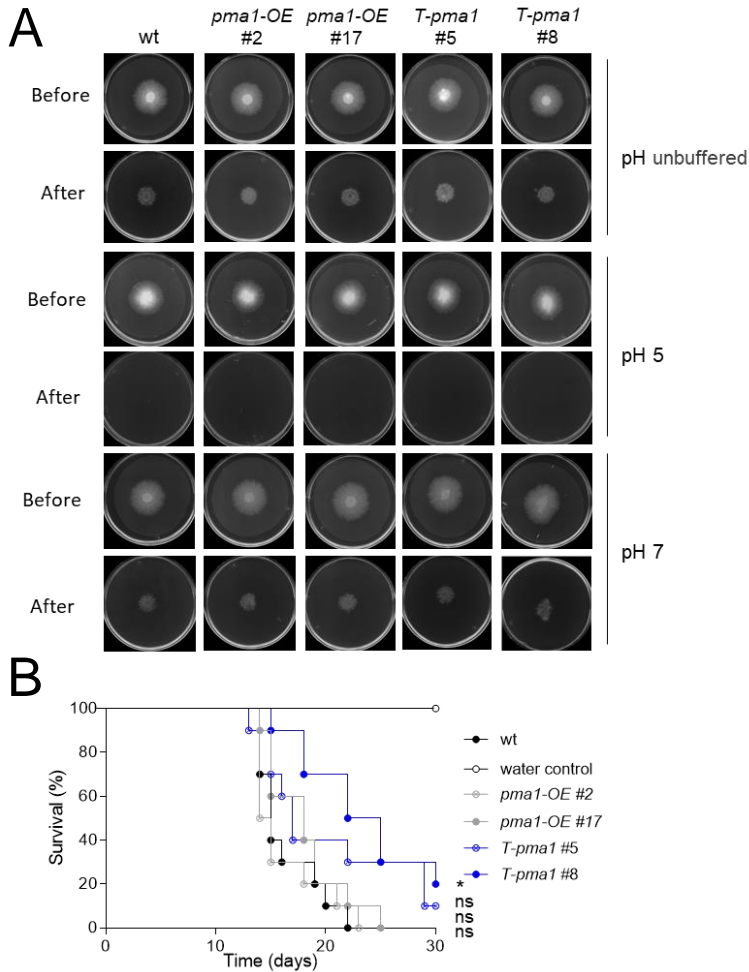 A
wt
pma1-OE #2
pma1-OE #17
T-pma1 #5
T-pma1 #8
Before
pH unbuffered
After
Before
pH 5
After
Before
pH 7
After
B
Survival (%)
100
80
60
40
20
0
0
10
20
30
Time (days)
wt
water control
pma1-OE #2
pma1-OE #17
T-pma1 #5
T-pma1 #8
*
ns
ns
ns